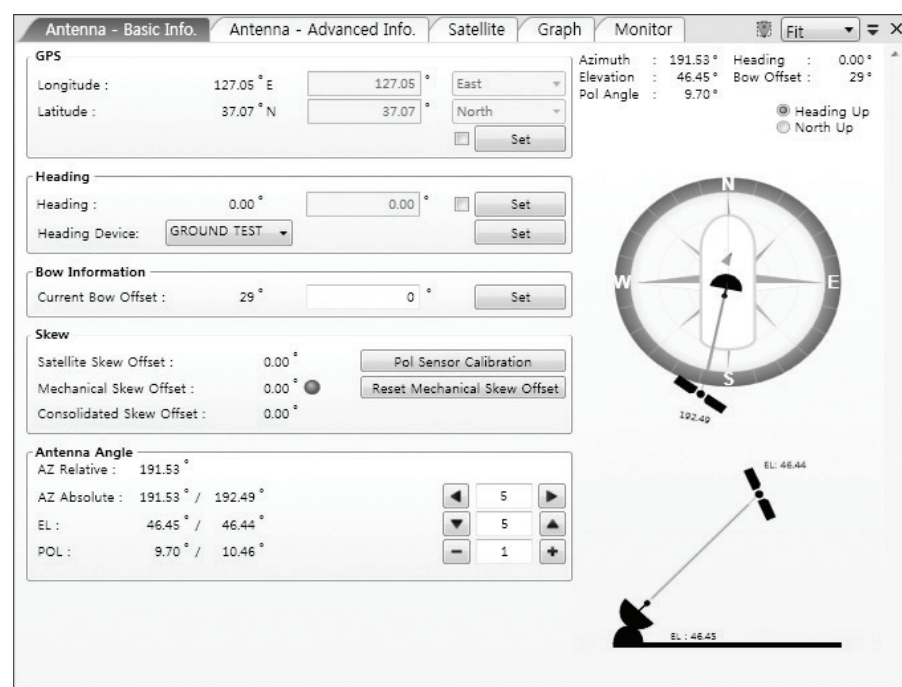 Antenna - Basic Info. Antenna - Advanced Info. Satellite Graph Monitor Fit
GPS
Longitude : 127.05 ° E 127.05 ° East
Latitude : 37.07 ° N 37.07 ° North
Set
Heading
Heading : 0.00 ° 0.00 ° Set
Heading Device: GROUND TEST Set
Bow Information
Current Bow Offset : 29 ° 0 ° Set
Skew
Satellite Skew Offset : 0.00 ° Pol Sensor Calibration
Mechanical Skew Offset : 0.00 ° Reset Mechanical Skew Offset
Consolidated Skew Offset : 0.00 °
Antenna Angle
AZ Relative : 191.53 °
AZ Absolute : 191.53 ° / 192.49 ° 5
EL : 46.45 ° / 46.44 ° 5
POL : 9.70 ° / 10.46 ° 1
Azimuth : 191.53 ° Heading : 0.00 °
Elevation : 46.45 ° Bow Offset : 29 °
Pol Angle : 9.70 °
Heading Up
North Up
N
W E
S
192.49
EL: 46.44
EL : 46.45